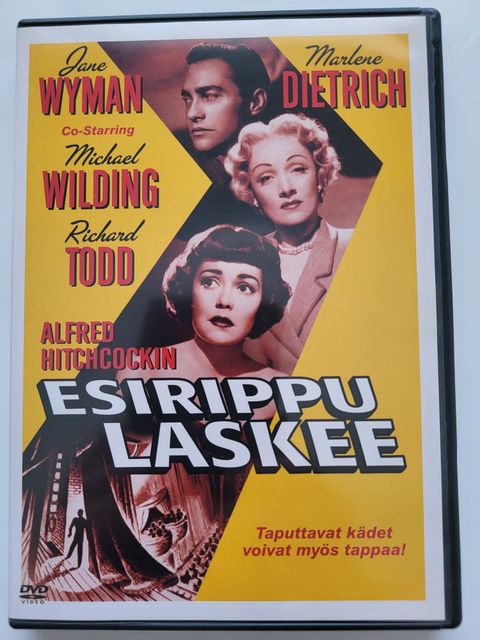 Jane
WYMAN
Marlene
DIETRICH
Co-Starring
Michael
WILDING
Richard
TODD
ALFRED
HITCHCOCKIN
ESIRIPPU
LASKEE
Taputtavat kädet
voivat myös tappaa!
DVD
VIDEO